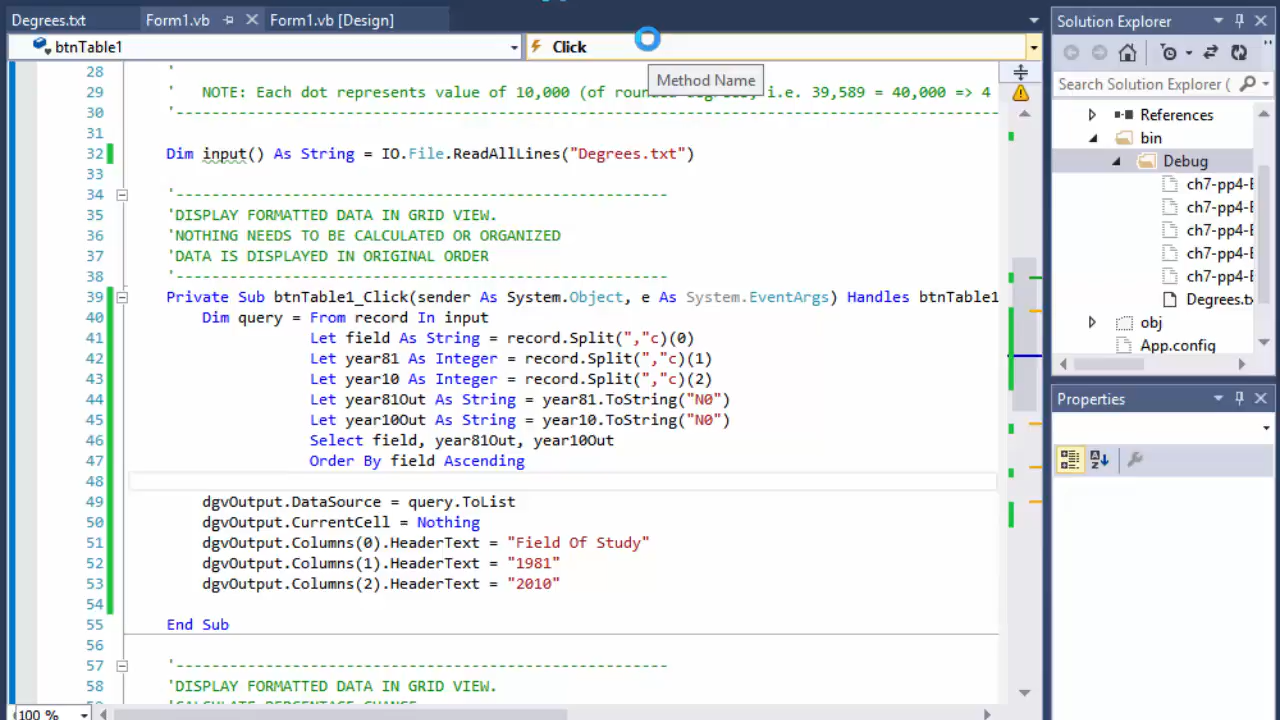 Degrees.txt Form1.vb Form1.vb [Design] Solution Explorer
btnTable1 Click
Method Name
Search Solution Explorer (
28 '
29 ' NOTE: Each dot represents value of 10,000 (of i.e. 39,589 = 40,000 => 4
30 '--------------------------------------------------------------------------------------------
31
32 Dim input() As String = IO.File.ReadAllLines("Degrees.txt")
33
34 '-------------------------------------------------------
35 'DISPLAY FORMATTED DATA IN GRID VIEW.
36 'NOTHING NEEDS TO BE CALCULATED OR ORGANIZED
37 'DATA IS DISPLAYED IN ORIGINAL ORDER
38 '-------------------------------------------------------
39 Private Sub btnTable1_Click(sender As System.Object, e As System.EventArgs) Handles btnTable1
40 Dim query = From record In input
41 Let field As String = record.Split(","c)(0)
42 Let year81 As Integer = record.Split(","c)(1)
43 Let year10 As Integer = record.Split(","c)(2)
44 Let year81Out As String = year81.ToString("N0")
45 Let year10Out As String = year10.ToString("N0")
46 Select field, year81Out, year10Out
47 Order By field Ascending
48
49 dgvOutput.DataSource = query.ToList
50 dgvOutput.CurrentCell = Nothing
51 dgvOutput.Columns(0).HeaderText = "Field Of Study"
52 dgvOutput.Columns(1).HeaderText = "1981"
53 dgvOutput.Columns(2).HeaderText = "2010"
54
55 End Sub
56
57 '-------------------------------------------------------
58 'DISPLAY FORMATTED DATA IN GRID VIEW.
100 %
References
bin
Debug
ch7-pp4-E
ch7-pp4-E
ch7-pp4-E
ch7-pp4-E
ch7-pp4-E
Degrees.tx
obj
App.config
Properties